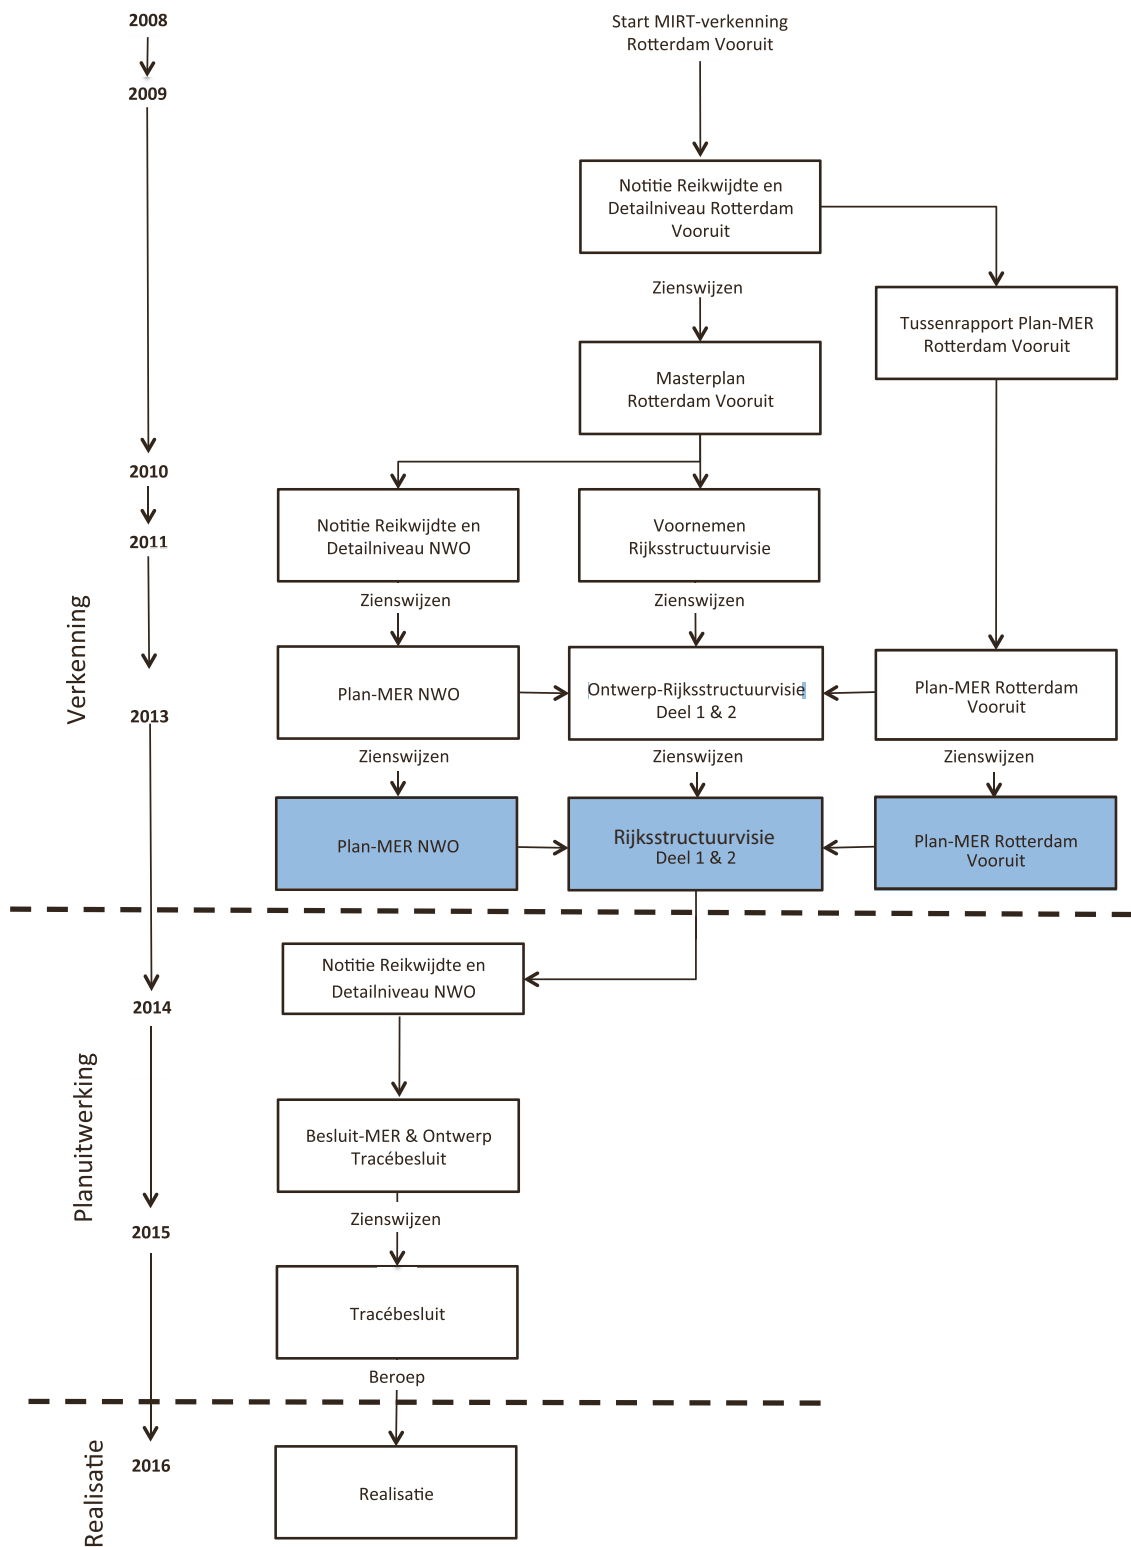 2008
Start MIRT-verkenning
Rotterdam Vooruit
2009
Notitie Reikwijdte en
Detailniveau Rotterdam
Vooruit
Zienswijzen
Tussenrapport Plan-MER
Rotterdam Vooruit
Masterplan
Rotterdam Vooruit
2010
Notitie Reikwijdte en
Detailniveau NWO
Voornemen
Rijksstructuurvisie
2011
Verkenning
Zienswijzen
Zienswijzen
Plan-MER NWO
Ontwerp-Rijksstructuurvisie
Deel 1 & 2
Plan-MER Rotterdam
Vooruit
2013
Zienswijzen
Zienswijzen
Zienswijzen
Plan-MER NWO
Rijksstructuurvisie
Deel 1 & 2
Plan-MER Rotterdam
Vooruit
Notitie Reikwijdte en
Detailniveau NWO
2014
Planuitwerking
Besluit-MER & Ontwerp
Tracébesluit
Zienswijzen
2015
Tracébesluit
Beroep
Realisatie
2016
Realisatie